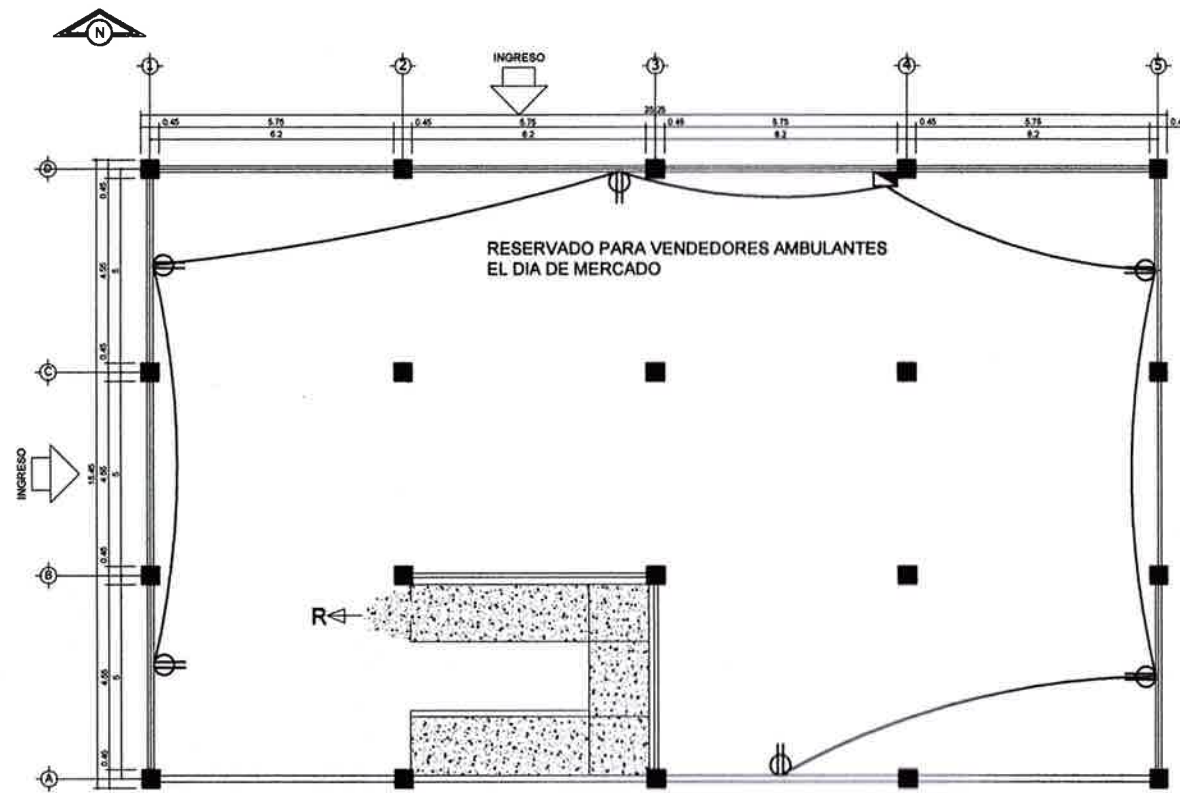 N
INGRESO
1 2 3 4 5
25.25
0.45 5.75 0.45 5.75 0.45 5.75 0.45 5.75
6.2 6.2 6.2 6.2
D
0.45
RESERVADO PARA VENDEDORES AMBULANTES
EL DIA DE MERCADO
4.55 5
0.45
C
INGRESO
15.45 4.55 5
0.45
B
R
4.55 5
0.45
A